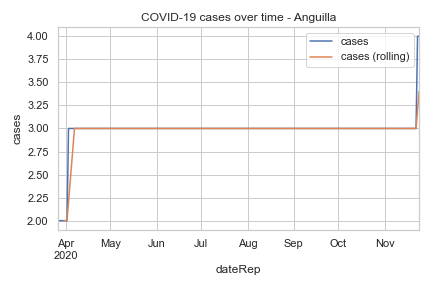 COVID-19 cases over time - Anguilla
cases
cases (rolling)
4.00
3.75
3.50
3.25
3.00
2.75
2.50
2.25
2.00
cases
Apr
2020
May
Jun
Jul
Aug
Sep
Oct
Nov
dateRep